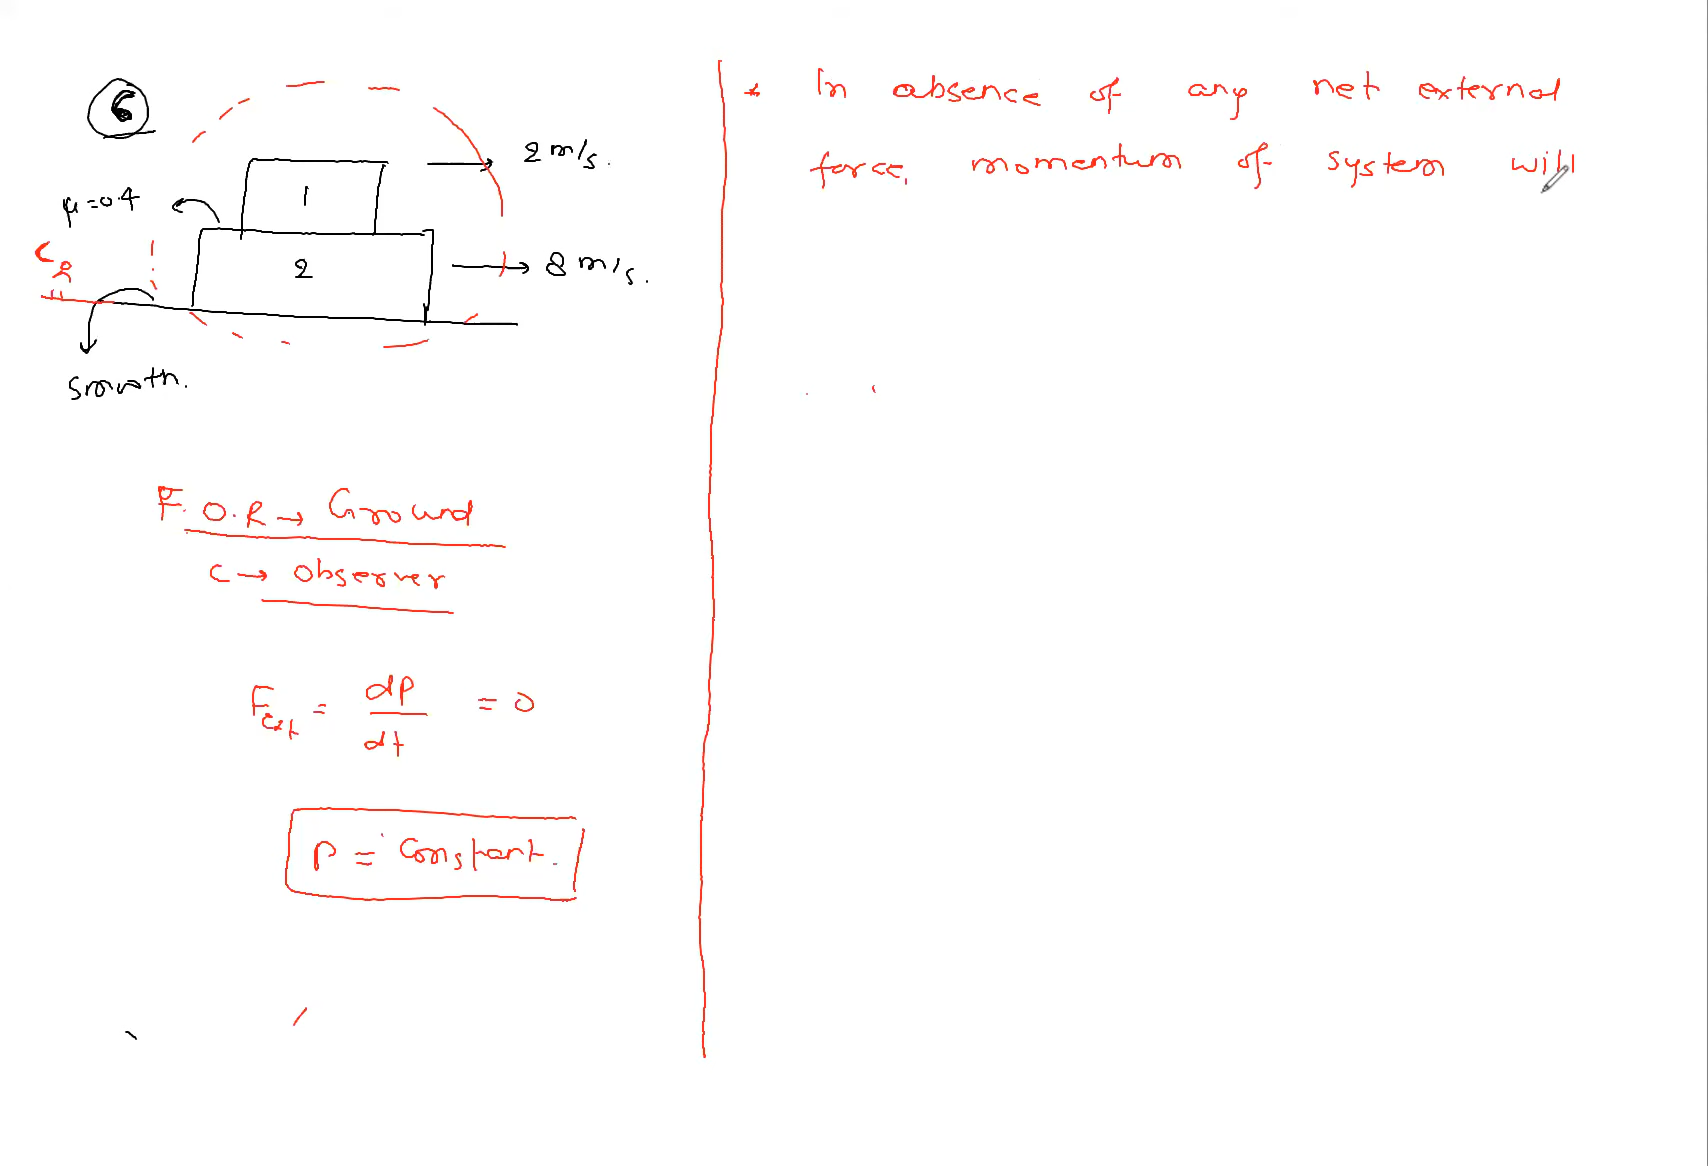 6
2 m/s.
1
μ=0.4
2
8 m/s.
C
Smooth.
F.O.R → Ground
C → Observer
Fext = dP/dt = 0
P = Constant.
* In absence of any net external
force, momentum of system will